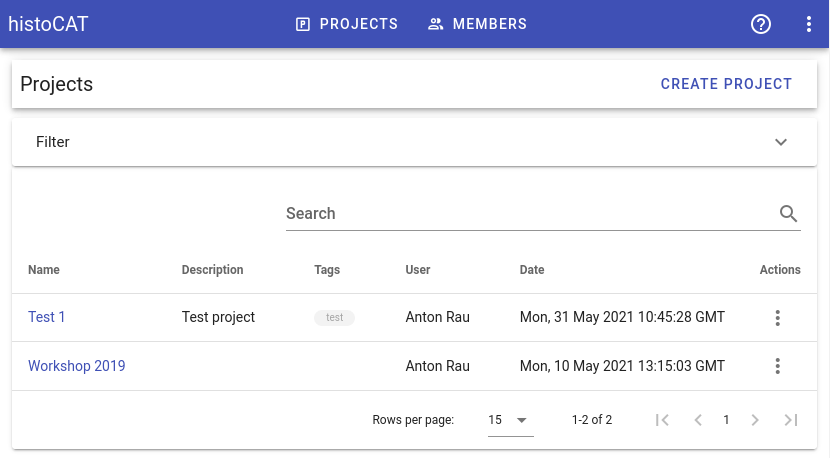 histoCAT PROJECTS MEMBERS
Projects CREATE PROJECT
Filter
Search
Name Description Tags User Date Actions
Test 1 Test project test Anton Rau Mon, 31 May 2021 10:45:28 GMT
Workshop 2019 Anton Rau Mon, 10 May 2021 13:15:03 GMT
Rows per page: 15 1-2 of 2 1